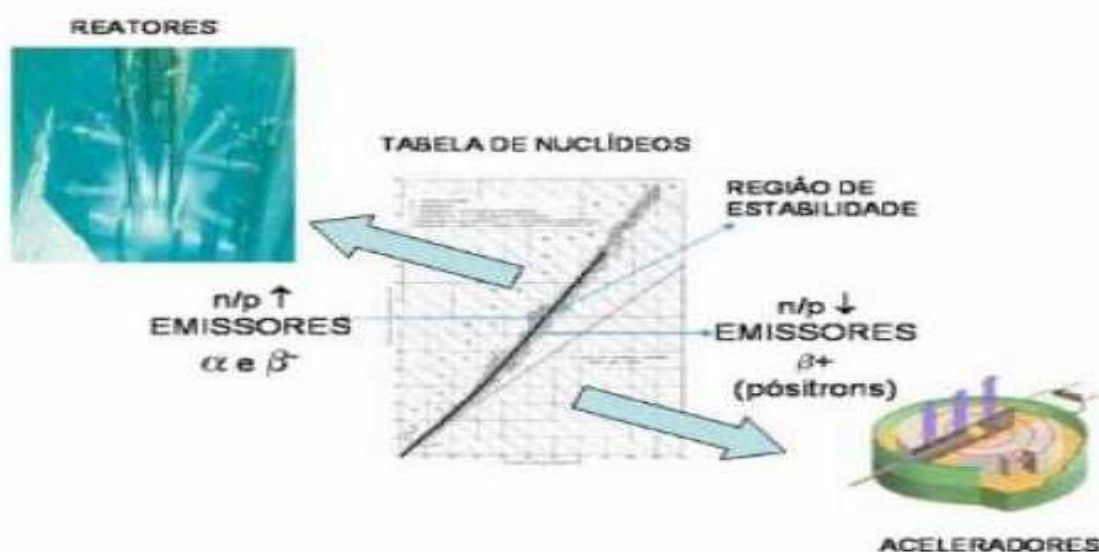 REATORES
TABELA DE NUCLÍDEOS
REGIÃO DE
ESTABILIDADE
n/p ↑
EMISSORES
α e β⁻
n/p ↓
EMISSORES
β+
(pósitrons)
ACELERADORES